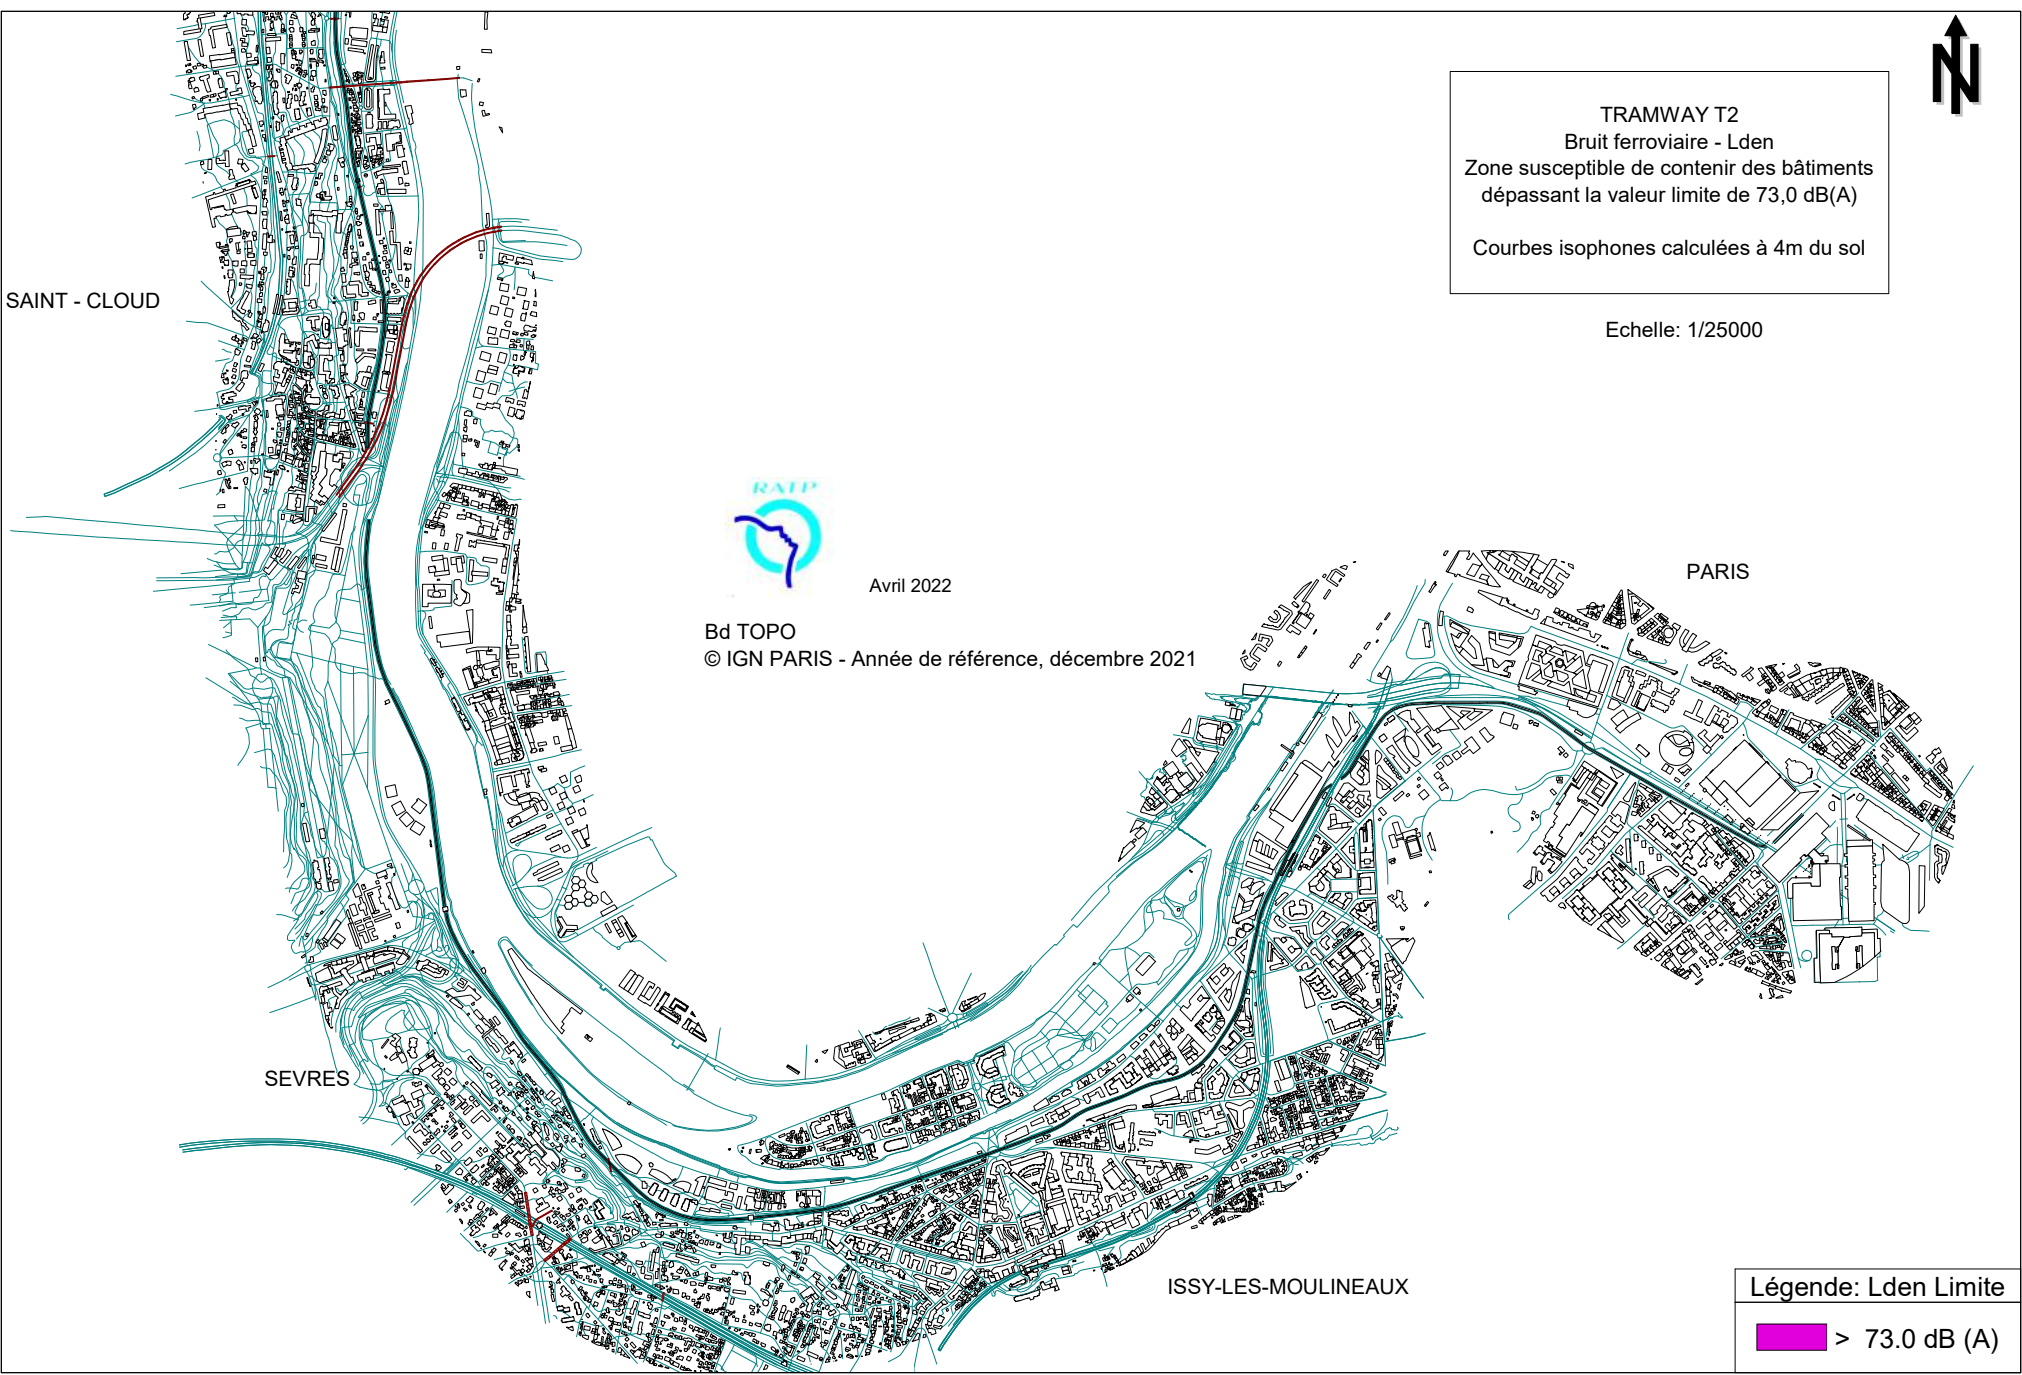 TRAMWAY T2
Bruit ferroviaire - Lden
Zone susceptible de contenir des bâtiments
dépassant la valeur limite de 73,0 dB(A)
Courbes isophones calculées à 4m du sol
N
Echelle: 1/25000
SAINT - CLOUD
RATP
Avril 2022
PARIS
Bd TOPO
© IGN PARIS - Année de référence, décembre 2021
SEVRES
ISSY-LES-MOULINEAUX
Légende: Lden Limite
> 73.0 dB (A)